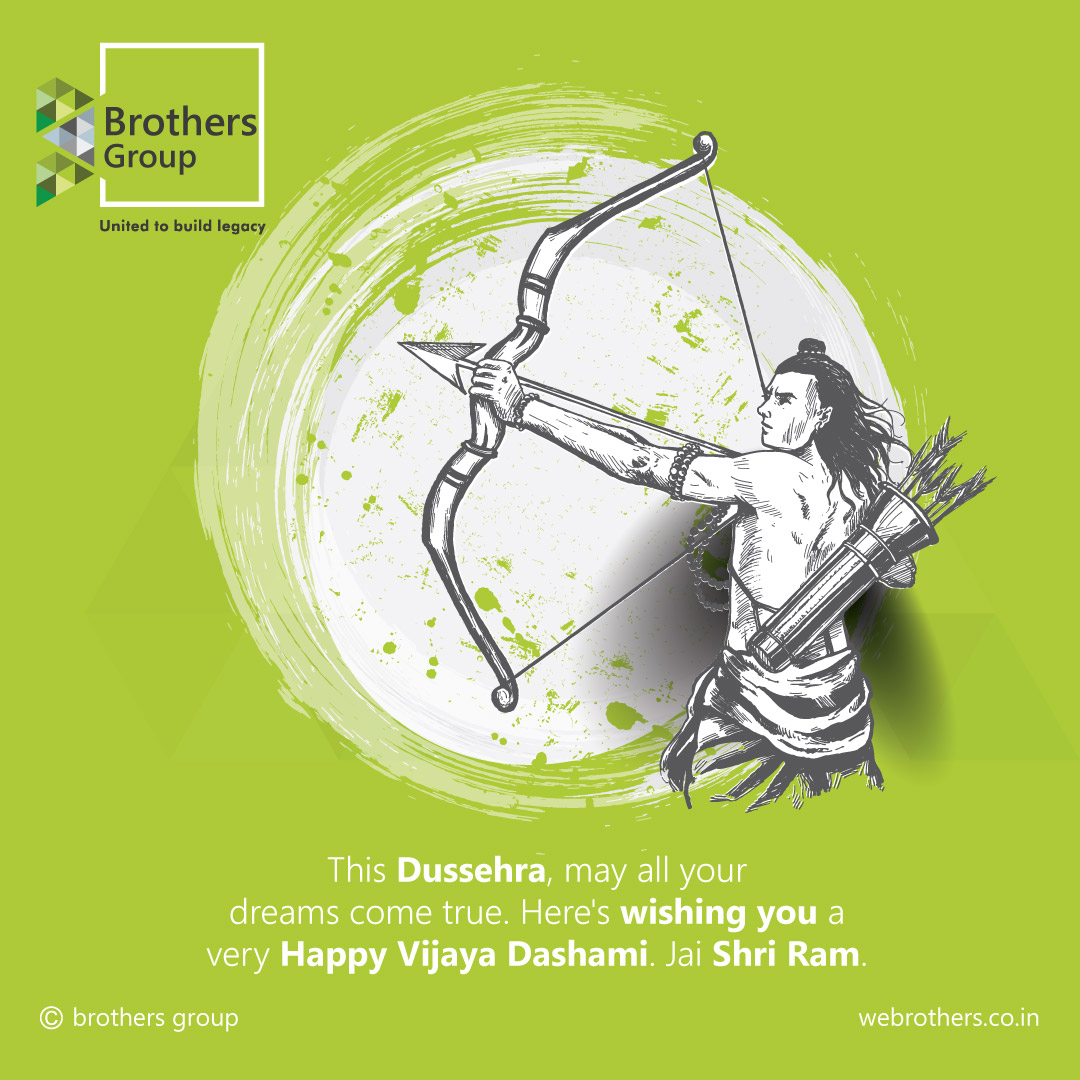 Brothers
Group
United to build legacy
This Dussehra, may all your
dreams come true. Here's wishing you a
very Happy Vijaya Dashami. Jai Shri Ram.
© brothers group
webrothers.co.in